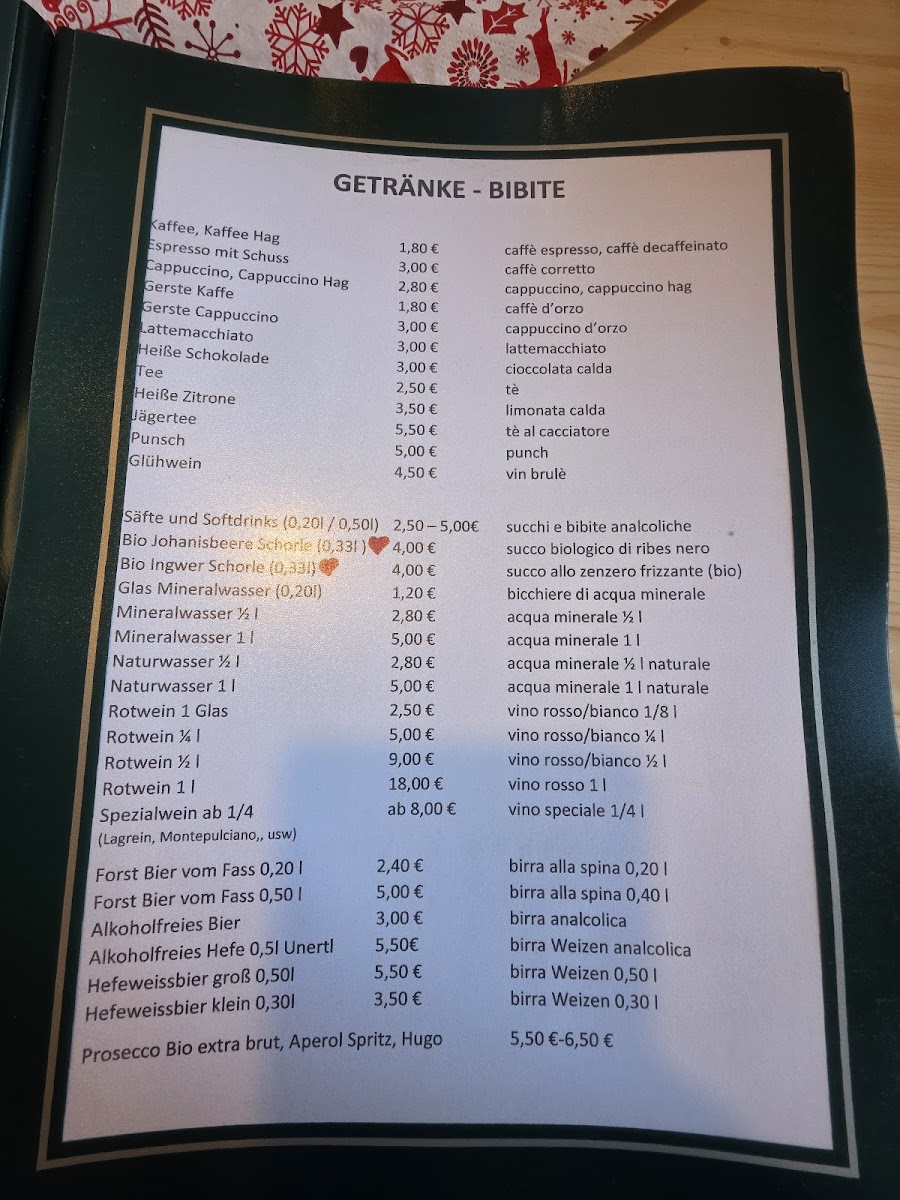 GETRÄNKE - BIBITE
Kaffee, Kaffee Hag 1,80 € caffè espresso, caffè decaffeinato
Espresso mit Schuss 3,00 € caffè corretto
Cappuccino, Cappuccino Hag 2,80 € cappuccino, cappuccino hag
Gerste Kaffe 1,80 € caffè d’orzo
Gerste Cappuccino 3,00 € cappuccino d’orzo
Lattemacchiato 3,00 € lattemacchiato
Heiße Schokolade 3,00 € cioccolata calda
Tee 2,50 € tè
Heiße Zitrone 3,50 € limonata calda
Jägertee 5,50 € tè al cacciatore
Punsch 5,00 € punch
Glühwein 4,50 € vin brulè
Säfte und Softdrinks (0,20l / 0,50l) 2,50 – 5,00€ succhi e bibite analcoliche
Bio Johanisbeere Schorle (0,33l ) 4,00 € succo biologico di ribes nero
Bio Ingwer Schorle (0,33l) 4,00 € succo allo zenzero frizzante (bio)
Glas Mineralwasser (0,20l) 1,20 € bicchiere di acqua minerale
Mineralwasser ½ l 2,80 € acqua minerale ½ l
Mineralwasser 1 l 5,00 € acqua minerale 1 l
Naturwasser ½ l 2,80 € acqua minerale ½ l naturale
Naturwasser 1 l 5,00 € acqua minerale 1 l naturale
Rotwein 1 Glas 2,50 € vino rosso/bianco 1/8 l
Rotwein ¼ l 5,00 € vino rosso/bianco ¼ l
Rotwein ½ l 9,00 € vino rosso/bianco ½ l
Rotwein 1 l 18,00 € vino rosso 1 l
Spezialwein ab 1/4 ab 8,00 € vino speciale 1/4 l
(Lagrein, Montepulciano,, usw)
Forst Bier vom Fass 0,20 l 2,40 € birra alla spina 0,20 l
Forst Bier vom Fass 0,50 l 5,00 € birra alla spina 0,40 l
Alkoholfreies Bier 3,00 € birra analcolica
Alkoholfreies Hefe 0,5l Unertl 5,50€ birra Weizen analcolica
Hefeweissbier groß 0,50l 5,50 € birra Weizen 0,50 l
Hefeweissbier klein 0,30l 3,50 € birra Weizen 0,30 l
Prosecco Bio extra brut, Aperol Spritz, Hugo 5,50 €-6,50 €